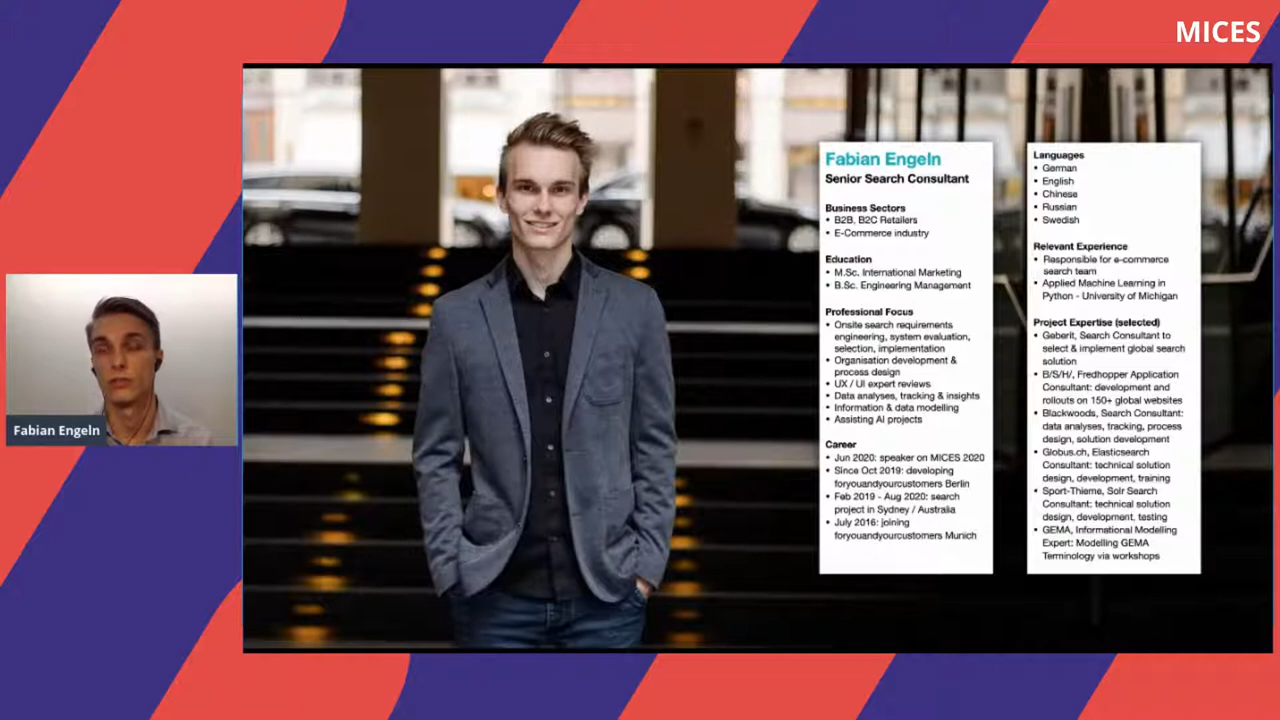 MICES
Fabian Engeln
Fabian Engeln
Senior Search Consultant
Business Sectors
• B2B, B2C Retailers
• E-Commerce industry
Education
• M.Sc. International Marketing
• B.Sc. Engineering Management
Professional Focus
• Onsite search requirements
engineering, system evaluation,
selection, implementation
• Organisation development &
process design
• UX / UI expert reviews
• Data analyses, tracking & insights
• Information & data modelling
• Assisting AI projects
Career
• Jun 2020: speaker on MICES 2020
• Since Oct 2019: developing
foryouandyourcustomers Berlin
• Feb 2019 - Aug 2020: search
project in Sydney / Australia
• July 2016: joining
foryouandyourcustomers Munich
Languages
• German
• English
• Chinese
• Russian
• Swedish
Relevant Experience
• Responsible for e-commerce
search team
• Applied Machine Learning in
Python - University of Michigan
Project Expertise (selected)
• Geberit, Search Consultant to
select & implement global search
solution
• B/S/H/, Fredhopper Application
Consultant: development and
rollouts on 150+ global websites
• Blackwoods, Search Consultant:
data analyses, tracking, process
design, solution development
• Globus.ch, Elasticsearch
Consultant: technical solution
design, development, training
• Sport-Thieme, Solr Search
Consultant: technical solution
design, development, testing
• GEMA, Informational Modelling
Expert: Modelling GEMA
Terminology via workshops